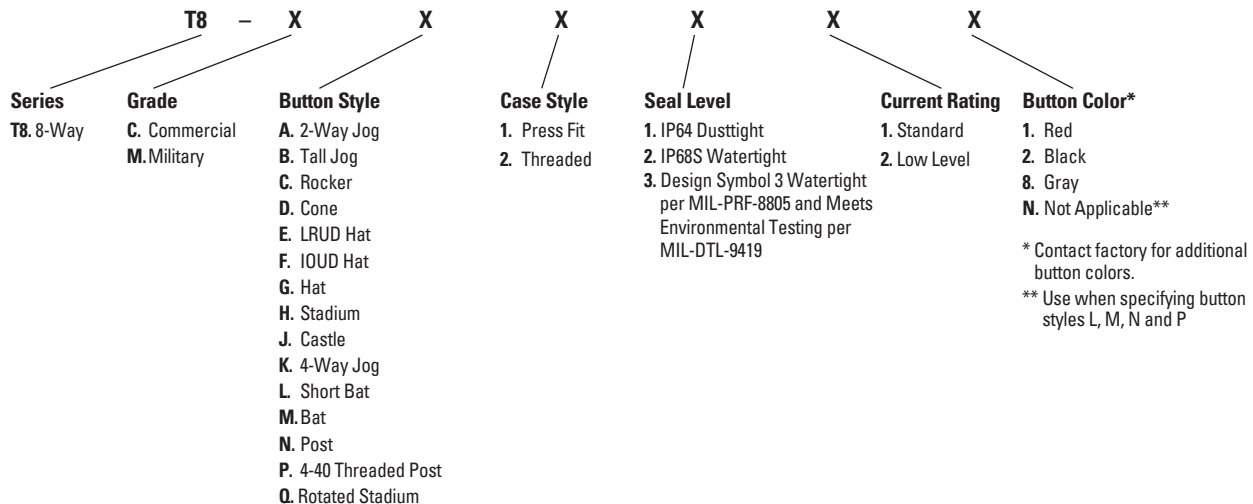 T8 – X X X X X X
Series
T8. 8-Way
Grade
C. Commercial
M. Military
Button Style
A. 2-Way Jog
B. Tall Jog
C. Rocker
D. Cone
E. LRUD Hat
F. IOUD Hat
G. Hat
H. Stadium
J. Castle
K. 4-Way Jog
L. Short Bat
M. Bat
N. Post
P. 4-40 Threaded Post
Q. Rotated Stadium
Case Style
1. Press Fit
2. Threaded
Seal Level
1. IP64 Dusttight
2. IP68S Watertight
3. Design Symbol 3 Watertight
per MIL-PRF-8805 and Meets
Environmental Testing per
MIL-DTL-9419
Current Rating
1. Standard
2. Low Level
Button Color*
1. Red
2. Black
8. Gray
N. Not Applicable**
* Contact factory for additional
button colors.
** Use when specifying button
styles L, M, N and P